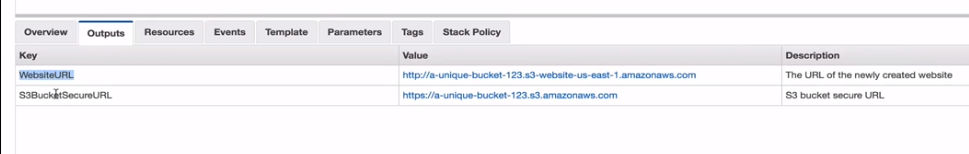 Overview Outputs Resources Events Template Parameters Tags Stack Policy
Key Value Description
WebsiteURL http://a-unique-bucket-123.s3-website-us-east-1.amazonaws.com The URL of the newly created website
S3BucketSecureURL https://a-unique-bucket-123.s3.amazonaws.com S3 bucket secure URL